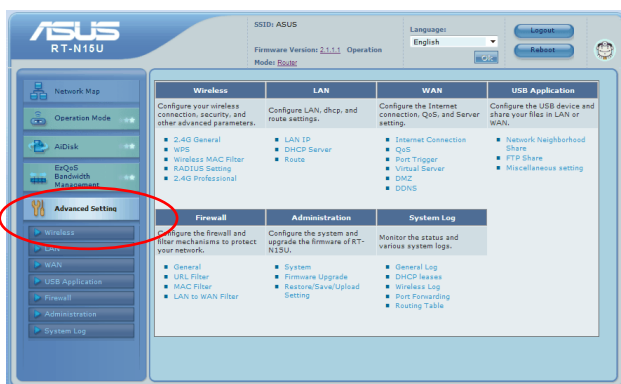 ASUS
RT-N15U
SSID: ASUS
Firmware Version: 2.1.1.1 Operation
Mode: Router
Language:
English
Logout
Reboot
Network Map
Operation Mode
AiDisk
EzQoS
Bandwidth
Management
Advanced Setting
Wireless
LAN
WAN
USB Application
Firewall
Administration
System Log
Wireless
Configure your wireless
connection, security, and
other advanced parameters.
2.4G General
WPS
Wireless MAC Filter
RADIUS Setting
2.4G Professional
LAN
Configure LAN, dhcp, and
route settings.
LAN IP
DHCP Server
Route
WAN
Configure the Internet
connection, QoS, and Server
setting.
Internet Connection
QoS
Port Trigger
Virtual Server
DMZ
DDNS
USB Application
Configure the USB device and
share your files in LAN or
WAN.
Network Neighborhood
Share
FTP Share
Miscellaneous setting
Firewall
Configure the firewall and
filter mechanisms to protect
your network.
General
URL Filter
MAC Filter
LAN to WAN Filter
Administration
Configure the system and
upgrade the firmware of RT-
N15U.
System
Firmware Upgrade
Restore/Save/Upload
Setting
System Log
Monitor the status and
various system logs.
General Log
DHCP leases
Wireless Log
Port Forwarding
Routing Table